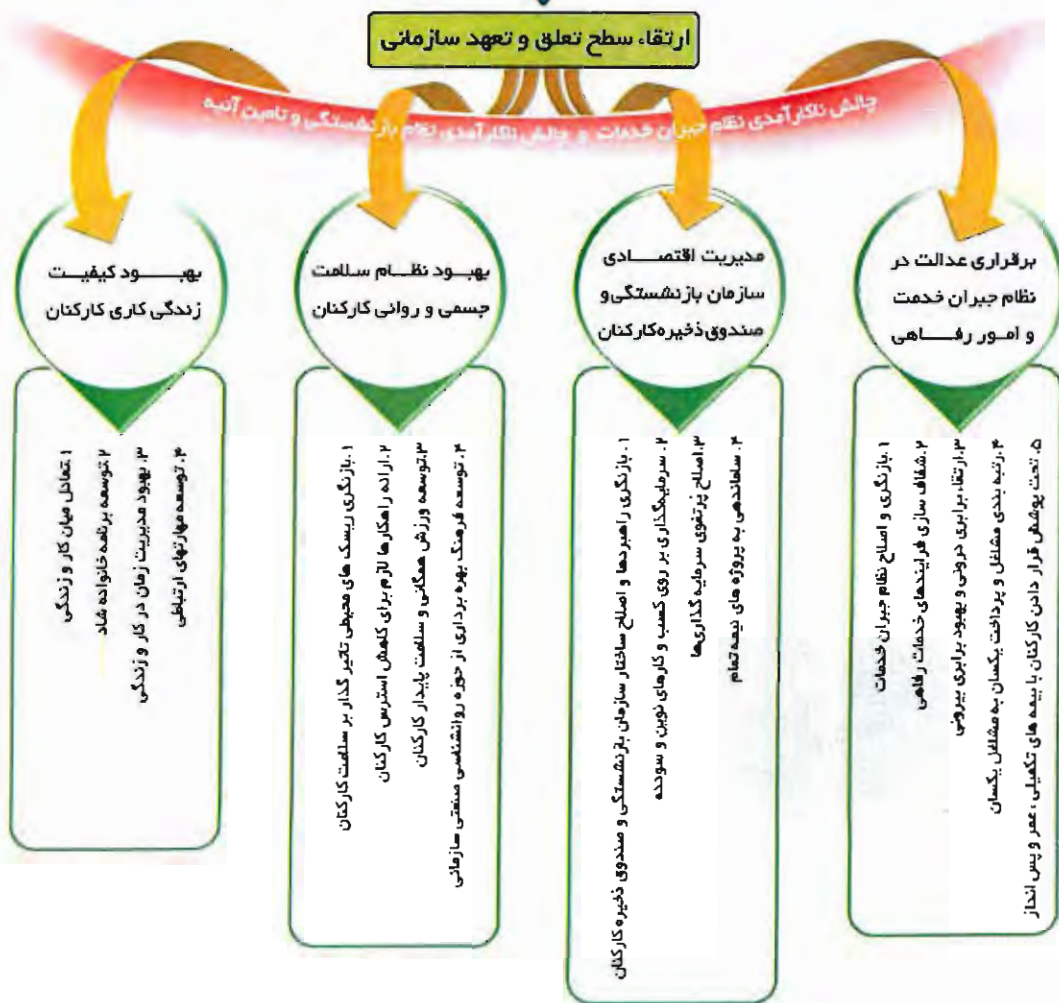 ارتقاء سطح تعلق و تعهد سازمانی
چالش ناکارآمدی نظام جبران خدمات و چالش ناکارآمدی نظام بازنشستگی و تامین آتیه
برقراری عدالت در
نظام جبران خدمت
و امــور رفــــاهی
۱. بازنگری و اصلاح نظام جبران خدمات
۲. شفاف سازی فرایندهای خدمات رفاهی
۳. ارتقاء برابری درونی و بهبود برابری بیرونی
۴. رتبه بندی مشاغل و پرداخت یکسان به مشاغل یکسان
۵. تحت پوشش قرار دادن کارکنان با بیمه های تکمیلی ، عمر و پس انداز
مدیریت اقتصــــادی
سازمان بازنشستگی و
صندوق ذخیره کارکنان
۱. بازنگری راهبردها و اصلاح ساختار سازمان بازنشستگی و صندوق ذخیره کارکنان
۲. سرمایه‌گذاری بر روی کسب و کارهای نوین و سودده
۳. اصلاح پرتفوی سرمایه گذاری‌ها
۴. ساماندهی به پروژه های نیمه تمام
بهبــود نظــام سـلامت
جسمی و روانی کارکنان
۱. بازنگری ریسک های محیطی تاثیر گذار بر سلامت کارکنان
۲. ارائه راهکارها لازم برای کاهش استرس کارکنان
۳. توسعه ورزش همگانی و سلامت پایدار کارکنان
۴. توسعه فرهنگ بهره برداری از حوزه روانشناسی صنعتی سازمانی
بهبـــــود کیفیـت
زندگی کاری کارکنان
۱. تعادل میان کار و زندگی
۲. توسعه برنامه خانواده شاد
۳. بهبود مدیریت زمان در کار و زندگی
۴. توسعه مهارتهای ارتباطی